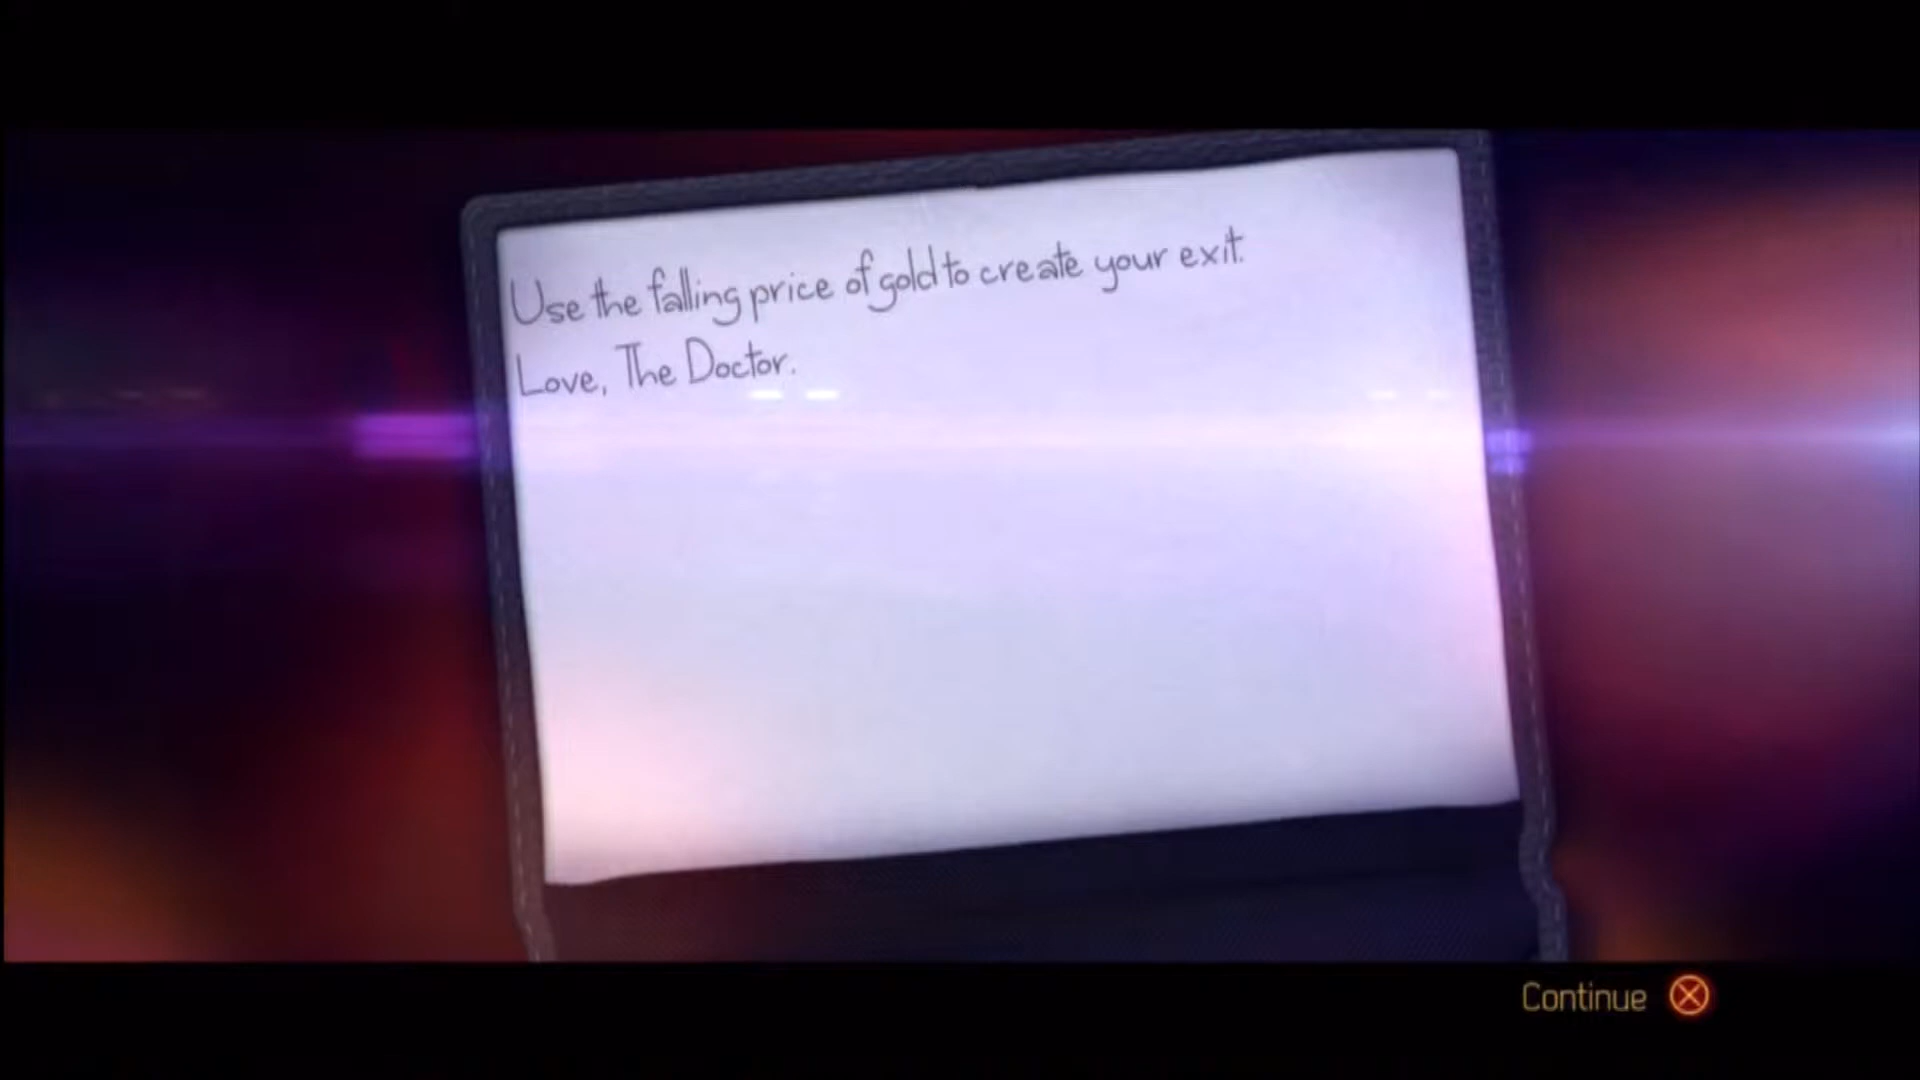 Use the falling price of gold to create your exit.
Love, The Doctor.
Continue